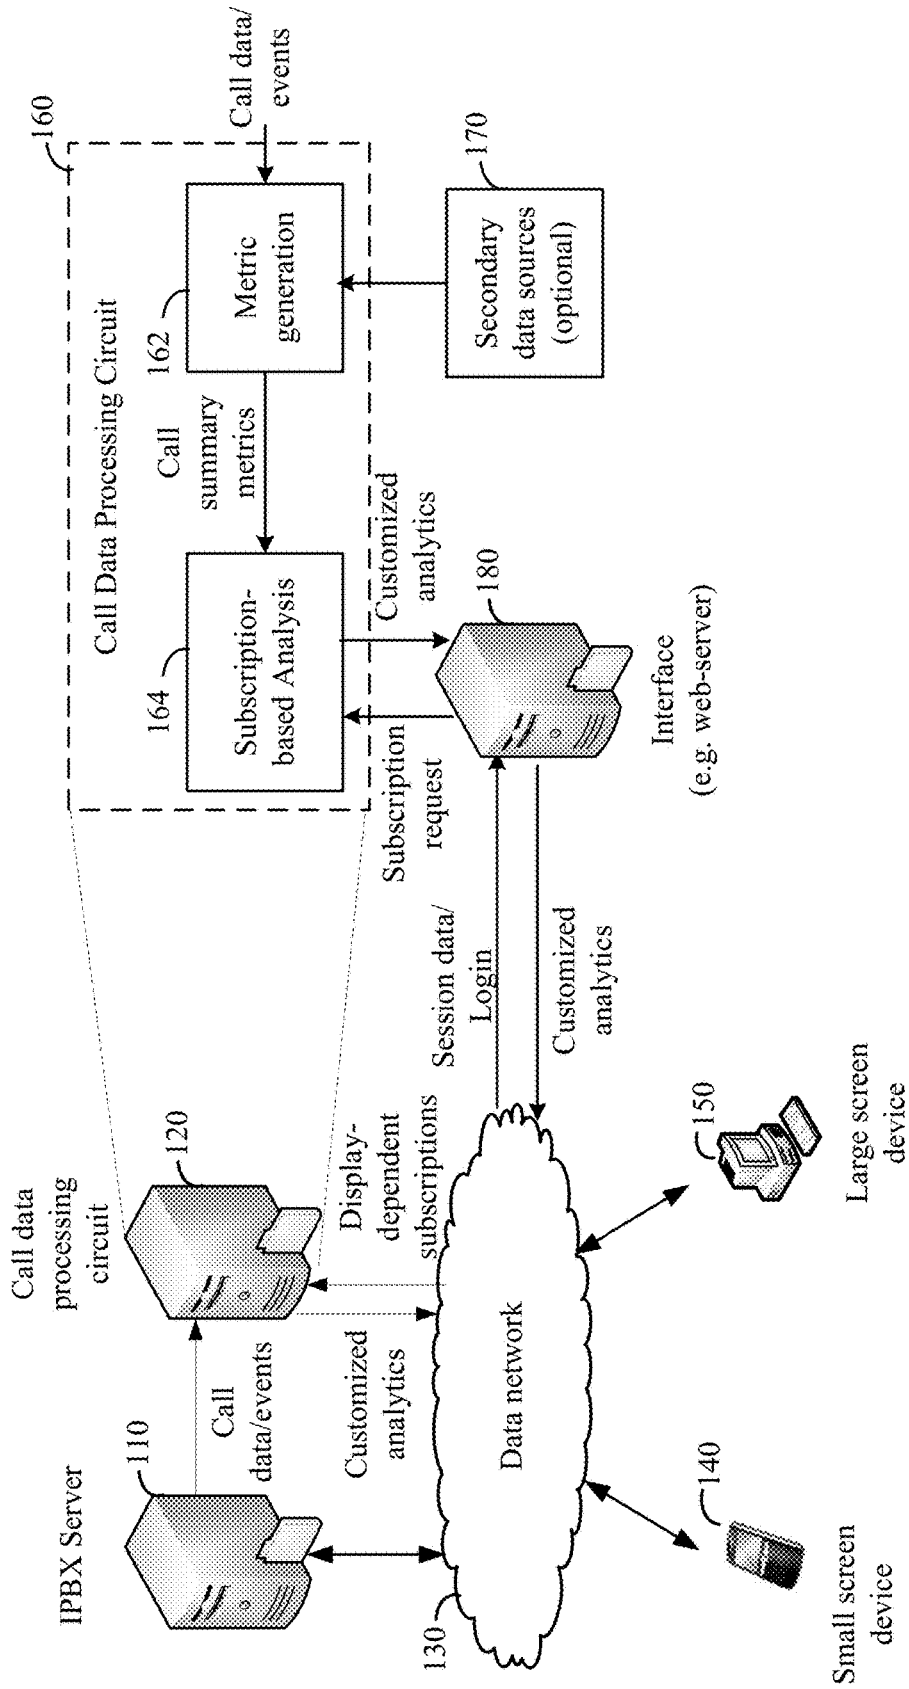 IPBX Server
110
Call data
processing
circuit
120
Call
data/events
Customized
analytics
Display-
dependent
subscriptions
130
Data network
140
Small screen
device
150
Large screen
device
160
Call Data Processing Circuit
164
Subscription-
based Analysis
Call
summary
metrics
162
Metric
generation
Call data/
events
170
Secondary
data sources
(optional)
Customized
analytics
Subscription
request
180
Interface
(e.g. web-server)
Session data/
Login
Customized
analytics